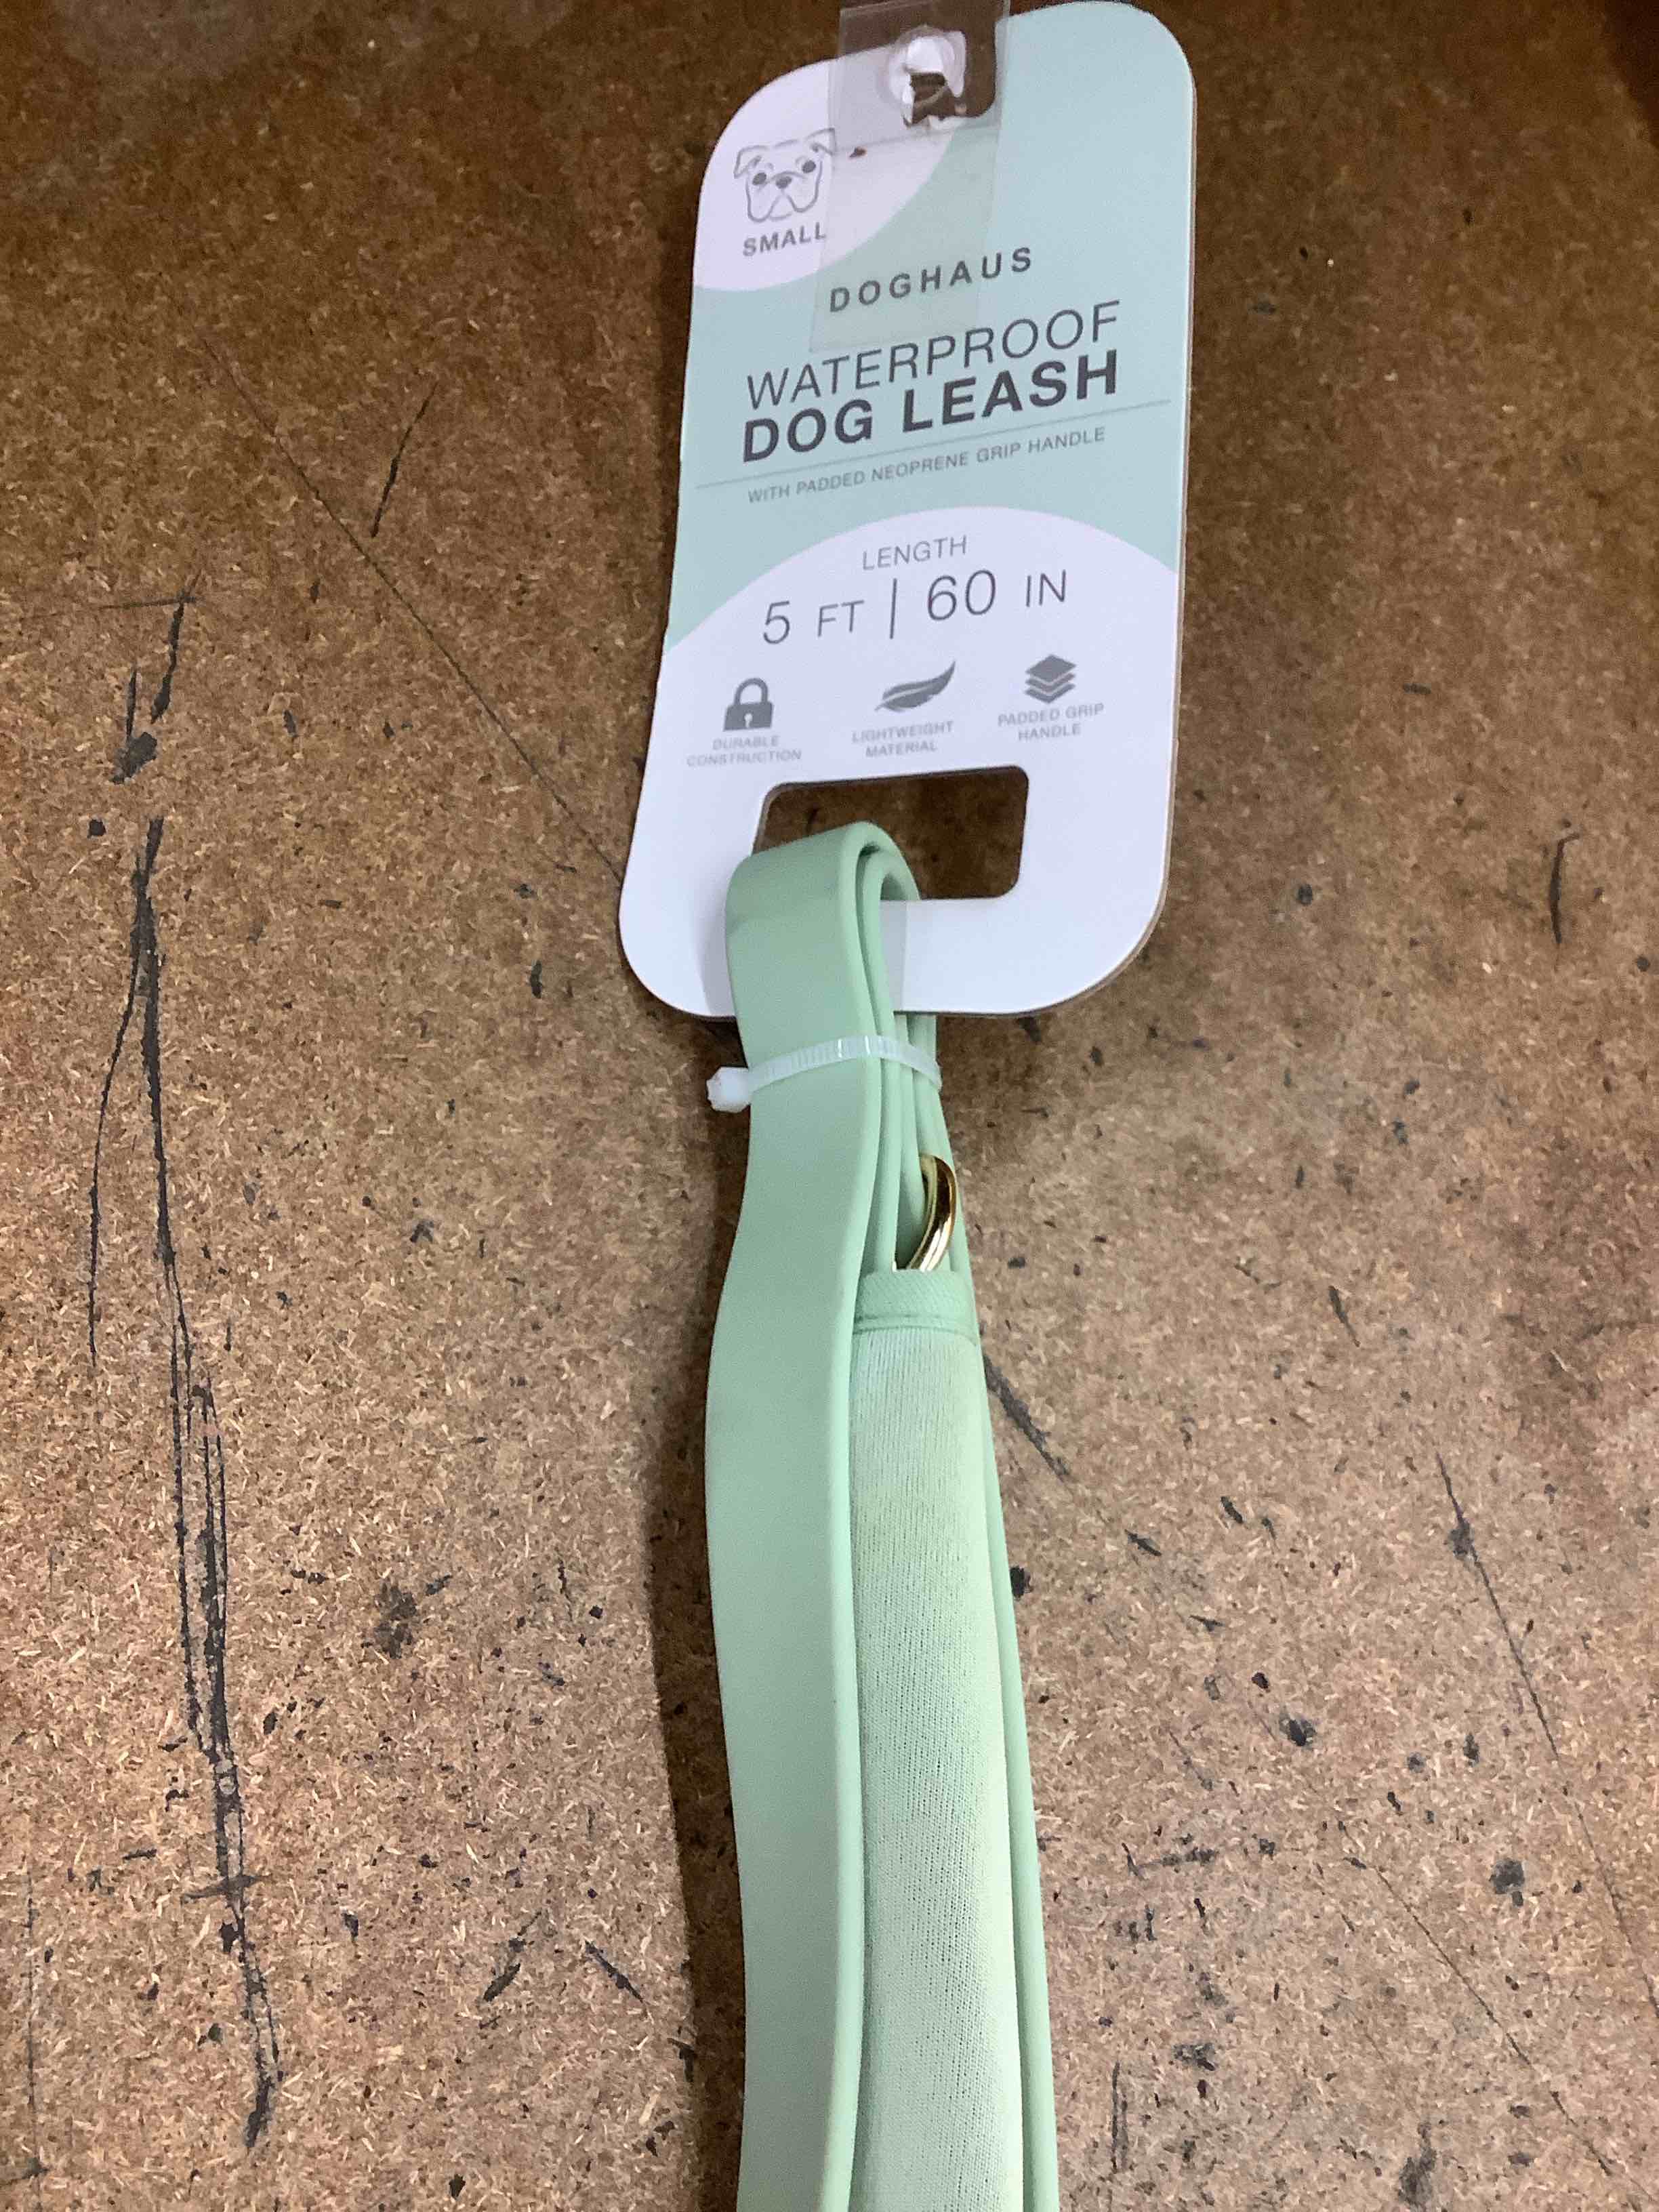 SMALL
DOGHAUS
WATERPROOF
DOG LEASH
WITH PADDED NEOPRENE GRIP HANDLE
LENGTH
5 FT | 60 IN
DURABLE
CONSTRUCTION
LIGHTWEIGHT
MATERIAL
PADDED GRIP
HANDLE